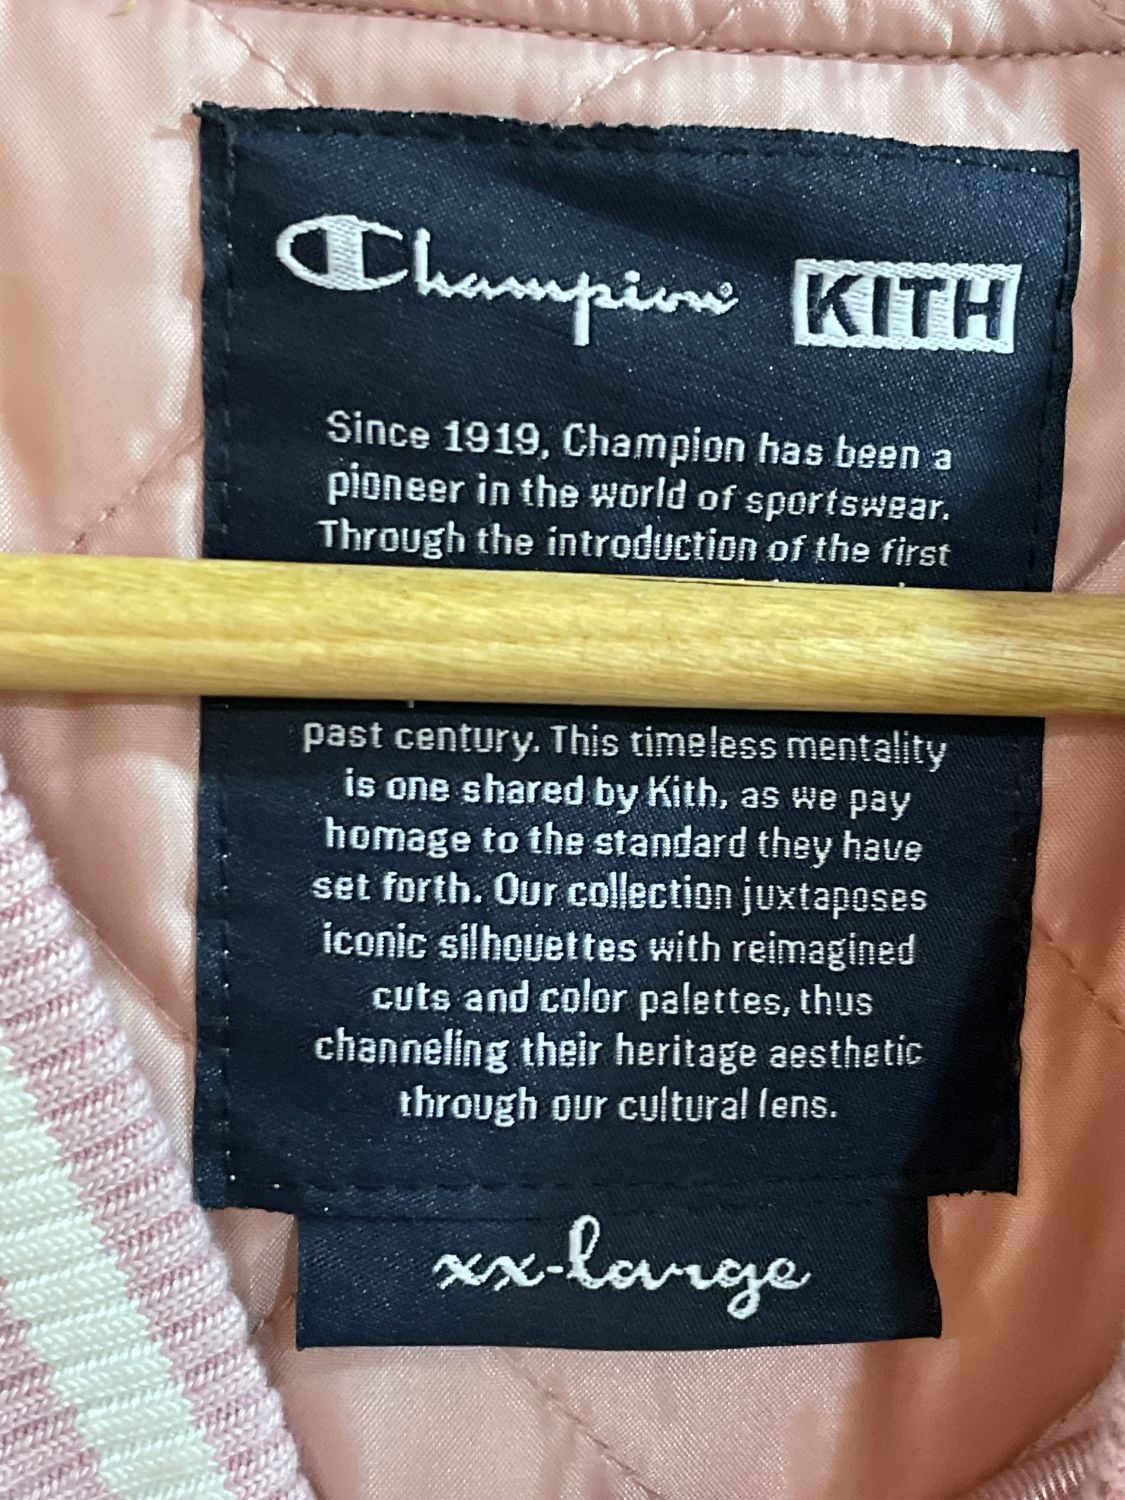 Champion®
KITH
Since 1919, Champion has been a
pioneer in the world of sportswear.
Through the introduction of the first
past century. This timeless mentality
is one shared by Kith, as we pay
homage to the standard they have
set forth. Our collection juxtaposes
iconic silhouettes with reimagined
cuts and color palettes, thus
channeling their heritage aesthetic
through our cultural lens.
xx-large